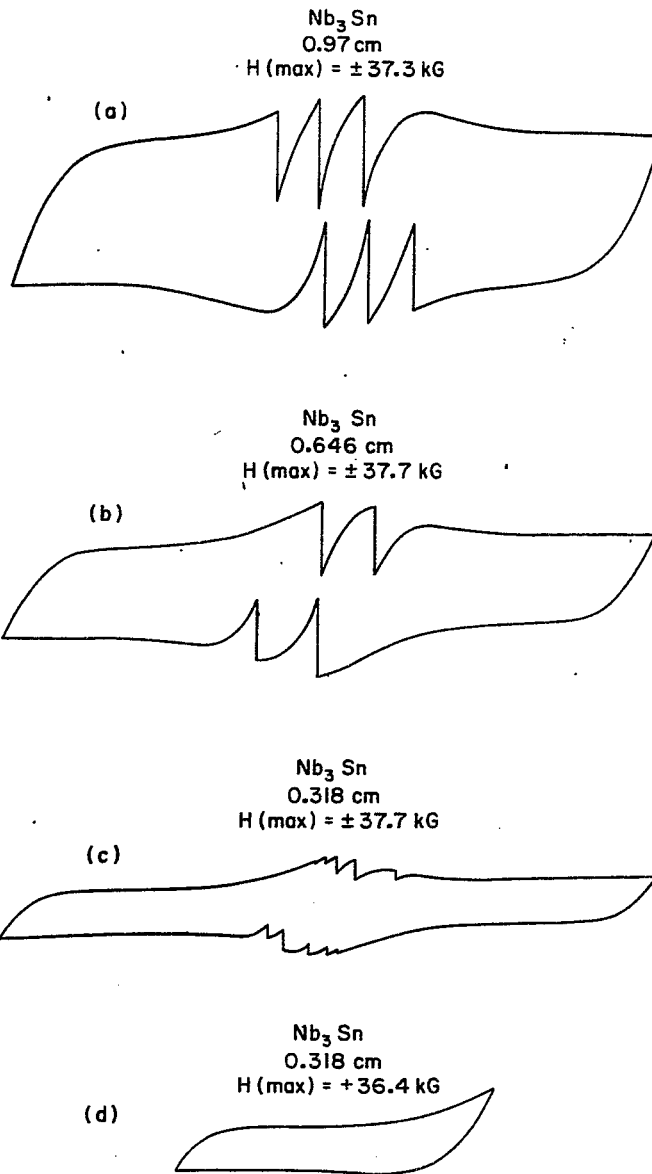 Nb₃ Sn
0.97 cm
H (max) = ± 37.3 kG
(a)
Nb₃ Sn
0.646 cm
H (max) = ± 37.7 kG
(b)
Nb₃ Sn
0.318 cm
H (max) = ± 37.7 kG
(c)
Nb₃ Sn
0.318 cm
H (max) = + 36.4 kG
(d)